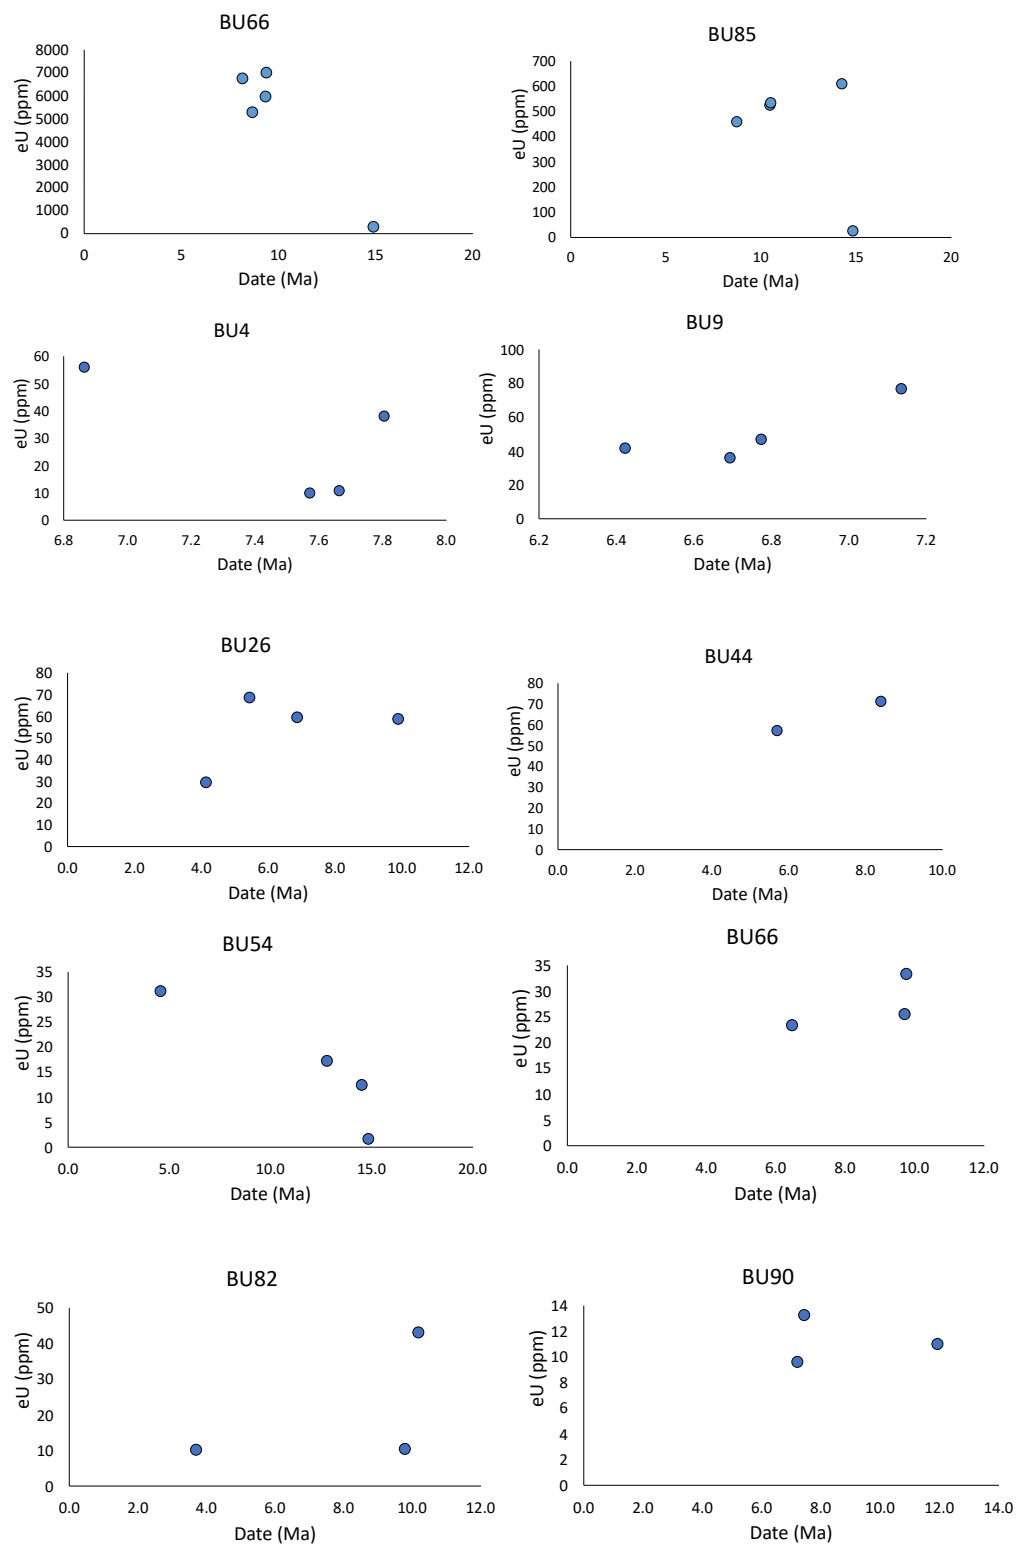 BU66
8000
7000
6000
5000
4000
3000
2000
1000
0
eU (ppm)
0 5 10 15 20
Date (Ma)
BU85
700
600
500
400
300
200
100
0
eU (ppm)
0 5 10 15 20
Date (Ma)
BU4
60
50
40
30
20
10
0
eU (ppm)
6.8 7.0 7.2 7.4 7.6 7.8 8.0
Date (Ma)
BU9
100
80
60
40
20
0
eU (ppm)
6.2 6.4 6.6 6.8 7.0 7.2
Date (Ma)
BU26
80
70
60
50
40
30
20
10
0
eU (ppm)
0.0 2.0 4.0 6.0 8.0 10.0 12.0
Date (Ma)
BU44
80
70
60
50
40
30
20
10
0
eU (ppm)
0.0 2.0 4.0 6.0 8.0 10.0
Date (Ma)
BU54
35
30
25
20
15
10
5
0
eU (ppm)
0.0 5.0 10.0 15.0 20.0
Date (Ma)
BU66
35
30
25
20
15
10
5
0
eU (ppm)
0.0 2.0 4.0 6.0 8.0 10.0 12.0
Date (Ma)
BU82
50
40
30
20
10
0
eU (ppm)
0.0 2.0 4.0 6.0 8.0 10.0 12.0
Date (Ma)
BU90
14
12
10
8
6
4
2
0
eU (ppm)
0.0 2.0 4.0 6.0 8.0 10.0 12.0 14.0
Date (Ma)